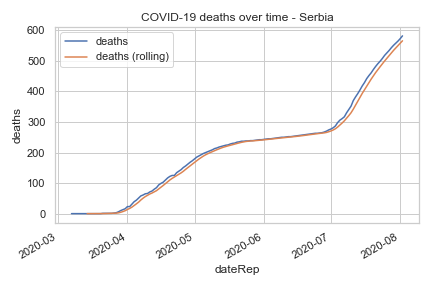 COVID-19 deaths over time - Serbia
deaths
deaths (rolling)
600
500
400
300
200
100
0
deaths
2020-03
2020-04
2020-05
2020-06
2020-07
2020-08
dateRep